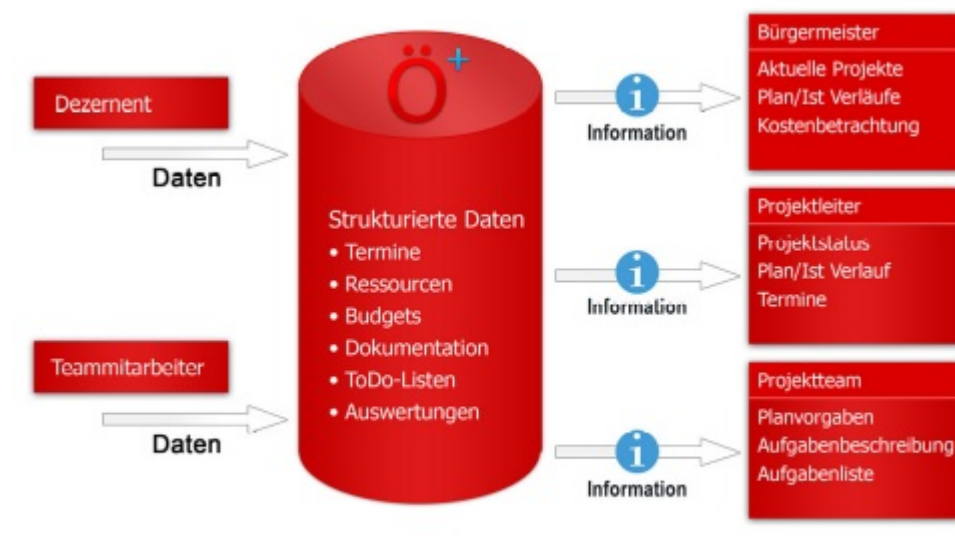 Dezernent
Daten
Teammitarbeiter
Daten
Ö+
Strukturierte Daten
• Termine
• Ressourcen
• Budgets
• Dokumentation
• ToDo-Listen
• Auswertungen
i
Information
i
Information
i
Information
Bürgermeister
Aktuelle Projekte
Plan/Ist Verläufe
Kostenbetrachtung
Projektleiter
Projektstatus
Plan/Ist Verlauf
Termine
Projektteam
Planvorgaben
Aufgabenbeschreibung
Aufgabenliste